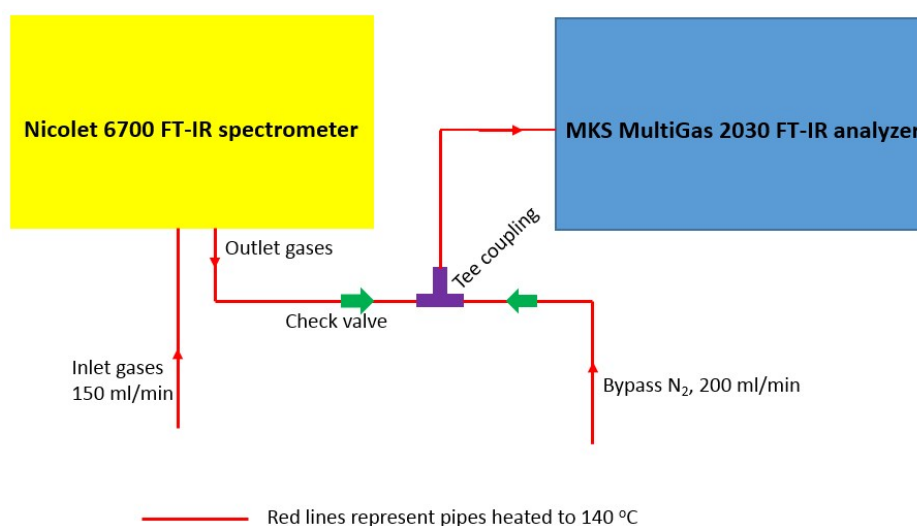 Nicolet 6700 FT-IR spectrometer
MKS MultiGas 2030 FT-IR analyzer
Outlet gases
Tee coupling
Check valve
Inlet gases
150 ml/min
Bypass N₂, 200 ml/min
Red lines represent pipes heated to 140 ᵒC